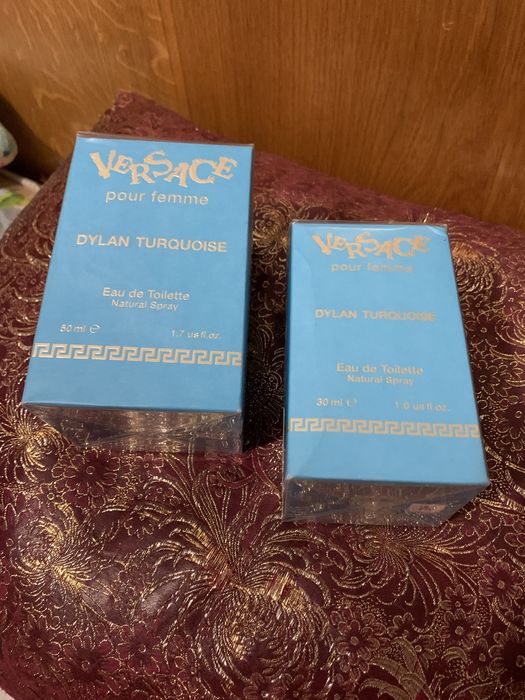 VERSACE
pour femme
DYLAN TURQUOISE
Eau de Toilette
Natural Spray
50 ml e 1.7 us fl.oz.
VERSACE
pour femme
DYLAN TURQUOISE
Eau de Toilette
Natural Spray
30 ml e 1.0 us fl.oz.